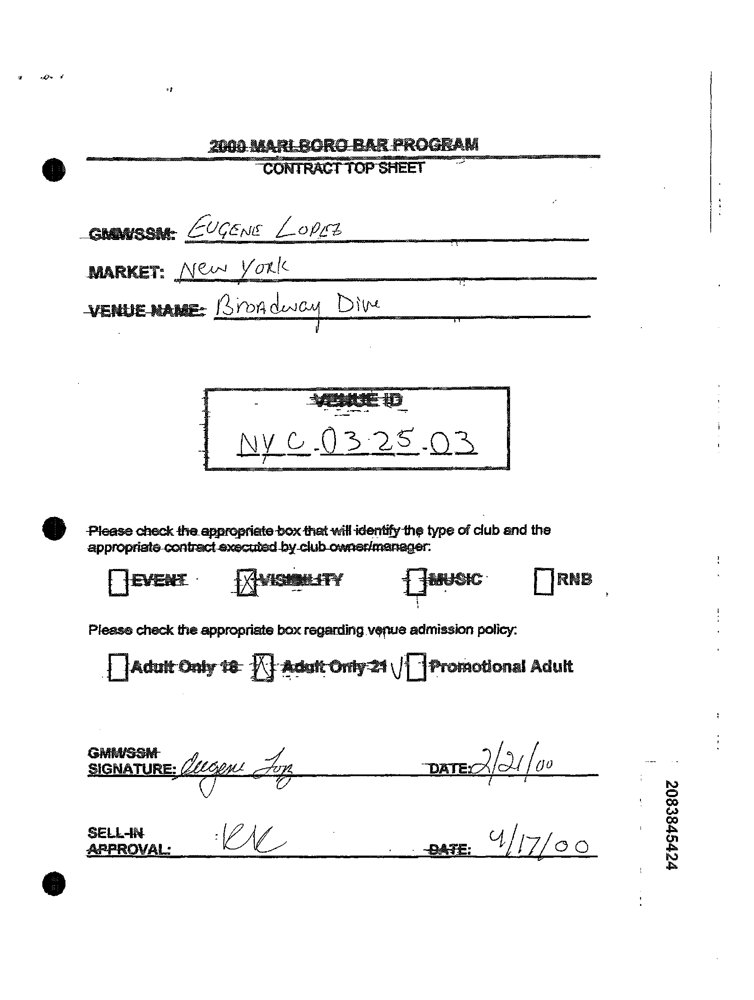 2000 MARLBORO BAR PROGRAM
CONTRACT TOP SHEET
GMM/SSM: EUGENE LOPEZ
MARKET: New York
VENUE NAME: Broadway Dive
VENUE ID
NYC.03.25.03
Please check the appropriate box that will identify the type of club and the
appropriate contract executed by club owner/manager:
EVENT X VISIBILITY MUSIC RNB
Please check the appropriate box regarding venue admission policy:
Adult Only 18 X Adult Only 21 √ Promotional Adult
GMM/SSM
SIGNATURE: Eugene Lopez DATE: 2/21/00
SELL-IN
APPROVAL: RK DATE: 4/17/00
2083845424